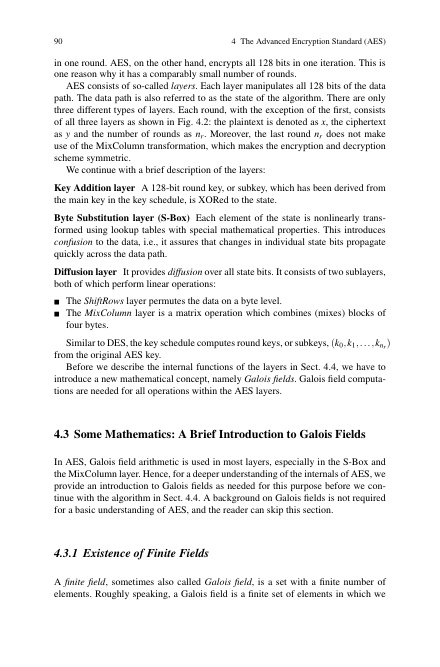 90
4 The Advanced Encryption Standard (AES)
in one round. AES, on the other hand, encrypts all 128 bits in one iteration. This is
one reason why it has a comparably small number of rounds.
AES consists of so-called layers. Each layer manipulates all 128 bits of the data
path. The data path is also referred to as the state of the algorithm. There are only
three different types of layers. Each round, with the exception of the first, consists
of all three layers as shown in Fig. 4.2: the plaintext is denoted as x, the ciphertext
as y and the number of rounds as nr. Moreover, the last round nr does not make
use of the MixColumn transformation, which makes the encryption and decryption
scheme symmetric.
We continue with a brief description of the layers:
Key Addition layer A 128-bit round key, or subkey, which has been derived from
the main key in the key schedule, is XORed to the state.
Byte Substitution layer (S-Box) Each element of the state is nonlinearly trans-
formed using lookup tables with special mathematical properties. This introduces
confusion to the data, i.e., it assures that changes in individual state bits propagate
quickly across the data path.
Diffusion layer It provides diffusion over all state bits. It consists of two sublayers,
both of which perform linear operations:
■ The ShiftRows layer permutes the data on a byte level.
■ The MixColumn layer is a matrix operation which combines (mixes) blocks of
four bytes.
Similar to DES, the key schedule computes round keys, or subkeys, (k0,k1,...,knr)
from the original AES key.
Before we describe the internal functions of the layers in Sect. 4.4, we have to
introduce a new mathematical concept, namely Galois fields. Galois field computa-
tions are needed for all operations within the AES layers.
4.3 Some Mathematics: A Brief Introduction to Galois Fields
In AES, Galois field arithmetic is used in most layers, especially in the S-Box and
the MixColumn layer. Hence, for a deeper understanding of the internals of AES, we
provide an introduction to Galois fields as needed for this purpose before we con-
tinue with the algorithm in Sect. 4.4. A background on Galois fields is not required
for a basic understanding of AES, and the reader can skip this section.
4.3.1 Existence of Finite Fields
A finite field, sometimes also called Galois field, is a set with a finite number of
elements. Roughly speaking, a Galois field is a finite set of elements in which we